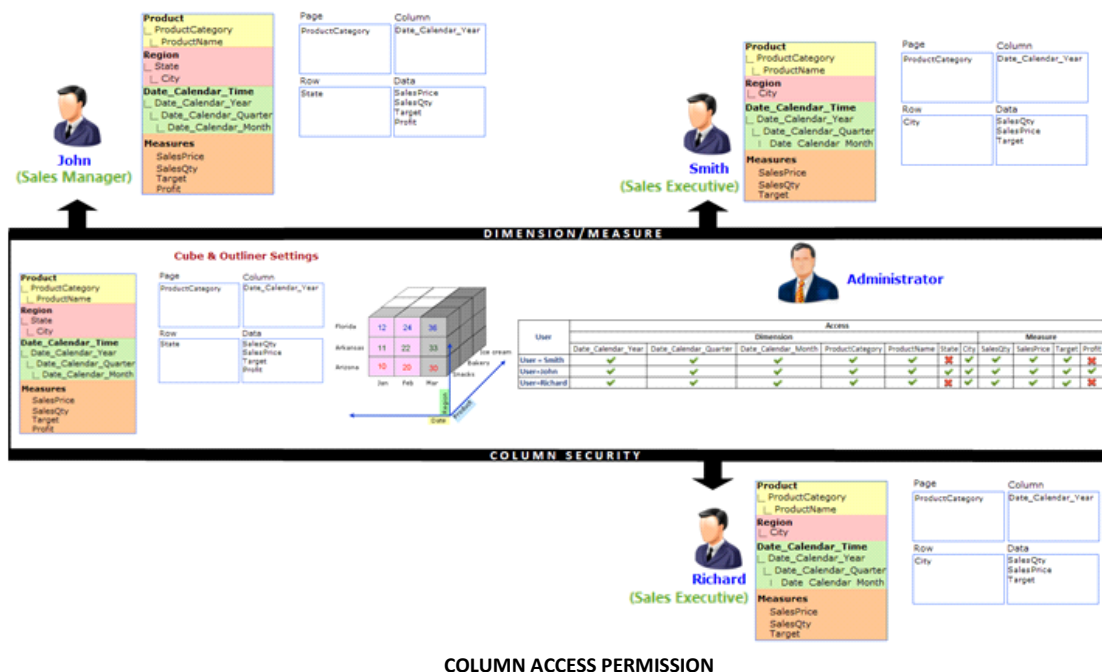 Product
ProductCategory
ProductName
Region
State
City
Date_Calendar_Time
Date_Calendar_Year
Date_Calendar_Quarter
Date_Calendar_Month
Measures
SalesPrice
SalesQty
Target
Profit
Page
ProductCategory
Column
Date_Calendar_Year
Row
State
Data
SalesPrice
SalesQty
Target
Profit
John
(Sales Manager)
Product
ProductCategory
ProductName
Region
City
Date_Calendar_Time
Date_Calendar_Year
Date_Calendar_Quarter
Date Calendar Month
Measures
SalesPrice
SalesQty
Target
Page
ProductCategory
Column
Date_Calendar_Year
Row
City
Data
SalesQty
SalesPrice
Target
Smith
(Sales Executive)
DIMENSION/MEASURE
Cube & Outliner Settings
Product
ProductCategory
ProductName
Region
State
City
Date_Calendar_Time
Date_Calendar_Year
Date_Calendar_Quarter
Date_Calendar_Month
Measures
SalesPrice
SalesQty
Target
Profit
Page
ProductCategory
Column
Date_Calendar_Year
Row
State
Data
SalesQty
SalesPrice
Target
Profit
Florida 12 24 36
Arkansas 11 22 33
Arizona 10 20 30
Jan Feb Mar
Ice cream
Bakery
Snacks
Region
Product
Date
Administrator
User Access
Dimension Measure
Date_Calendar_Year Date_Calendar_Quarter Date_Calendar_Month ProductCategory ProductName State City SalesQty SalesPrice Target Profit
User = Smith
User=John
User=Richard
COLUMN SECURITY
Product
ProductCategory
ProductName
Region
City
Date_Calendar_Time
Date_Calendar_Year
Date_Calendar_Quarter
Date Calendar Month
Measures
SalesPrice
SalesQty
Target
Page
ProductCategory
Column
Date_Calendar_Year
Row
City
Data
SalesQty
SalesPrice
Target
Richard
(Sales Executive)
COLUMN ACCESS PERMISSION